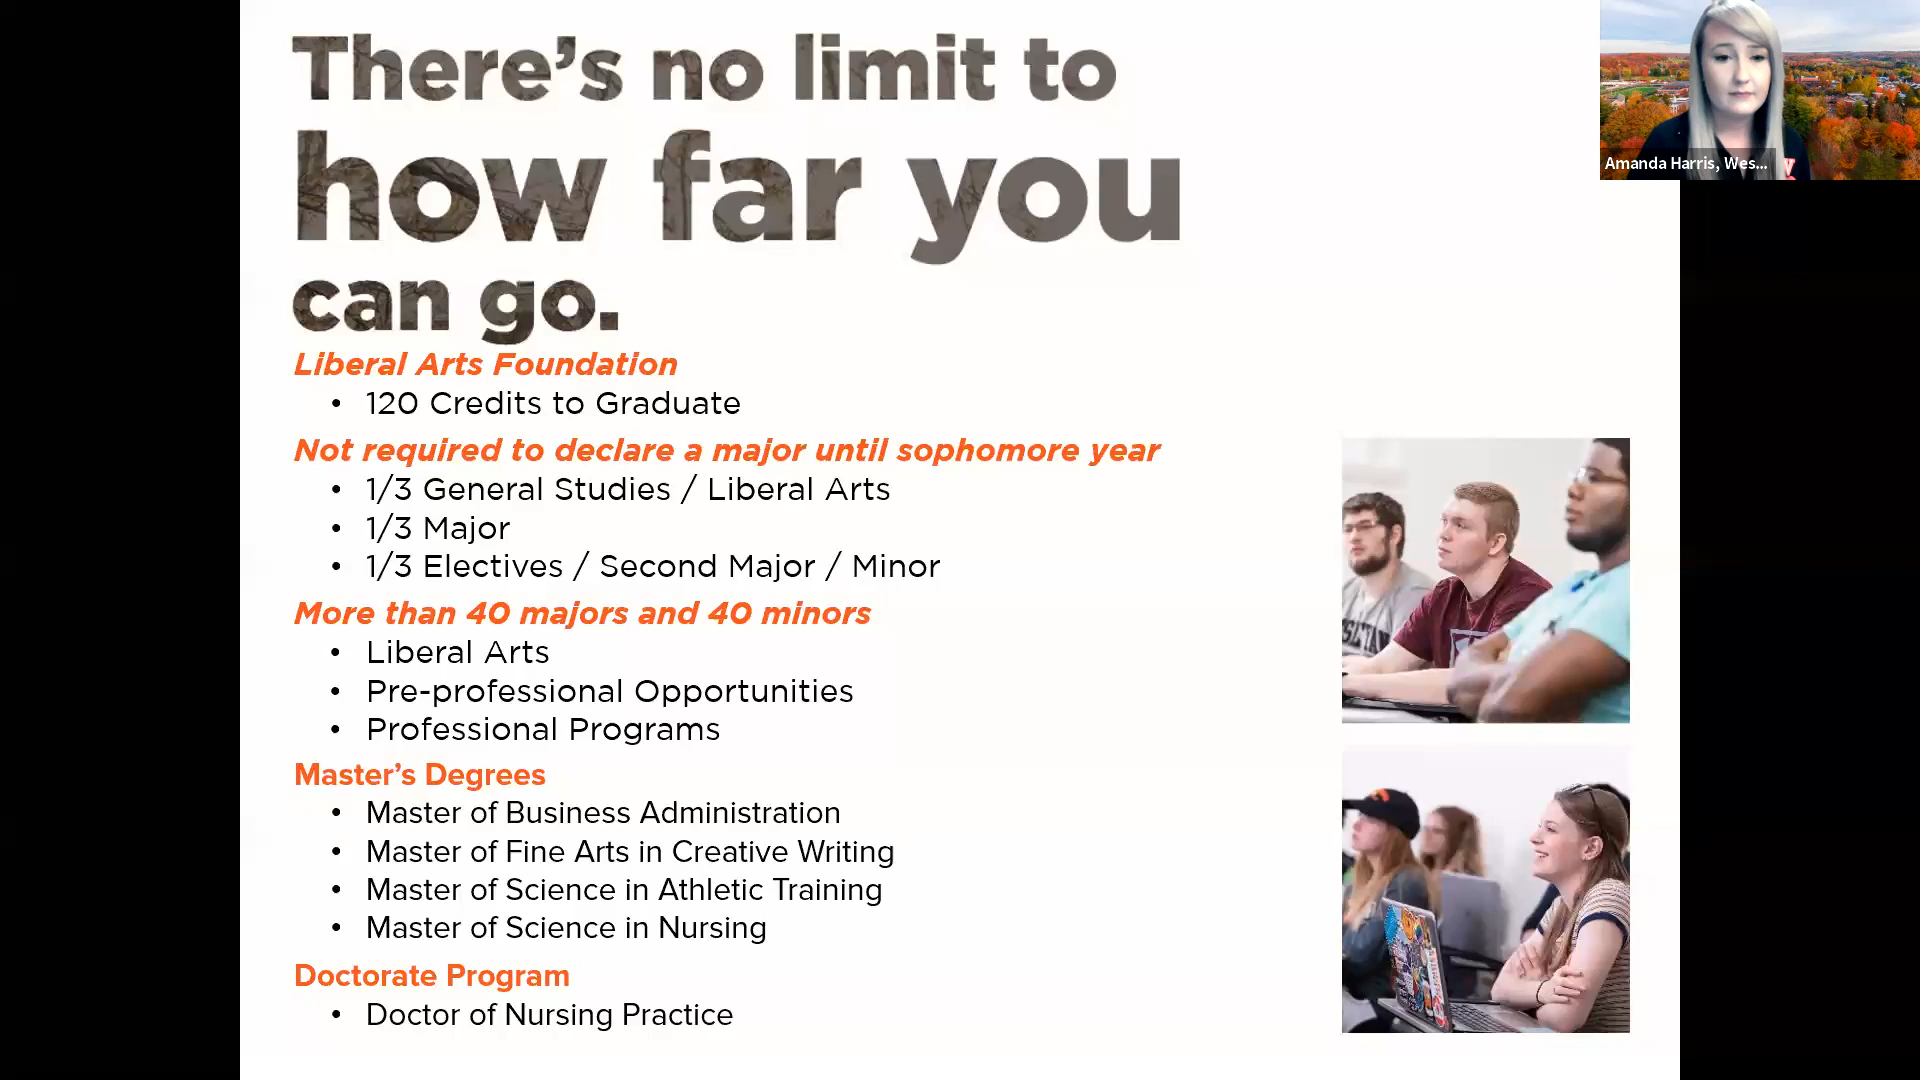 There's no limit to
how far you
can go.
Liberal Arts Foundation
• 120 Credits to Graduate
Not required to declare a major until sophomore year
• 1/3 General Studies / Liberal Arts
• 1/3 Major
• 1/3 Electives / Second Major / Minor
More than 40 majors and 40 minors
• Liberal Arts
• Pre-professional Opportunities
• Professional Programs
Master's Degrees
• Master of Business Administration
• Master of Fine Arts in Creative Writing
• Master of Science in Athletic Training
• Master of Science in Nursing
Doctorate Program
• Doctor of Nursing Practice
Amanda Harris, Wes...